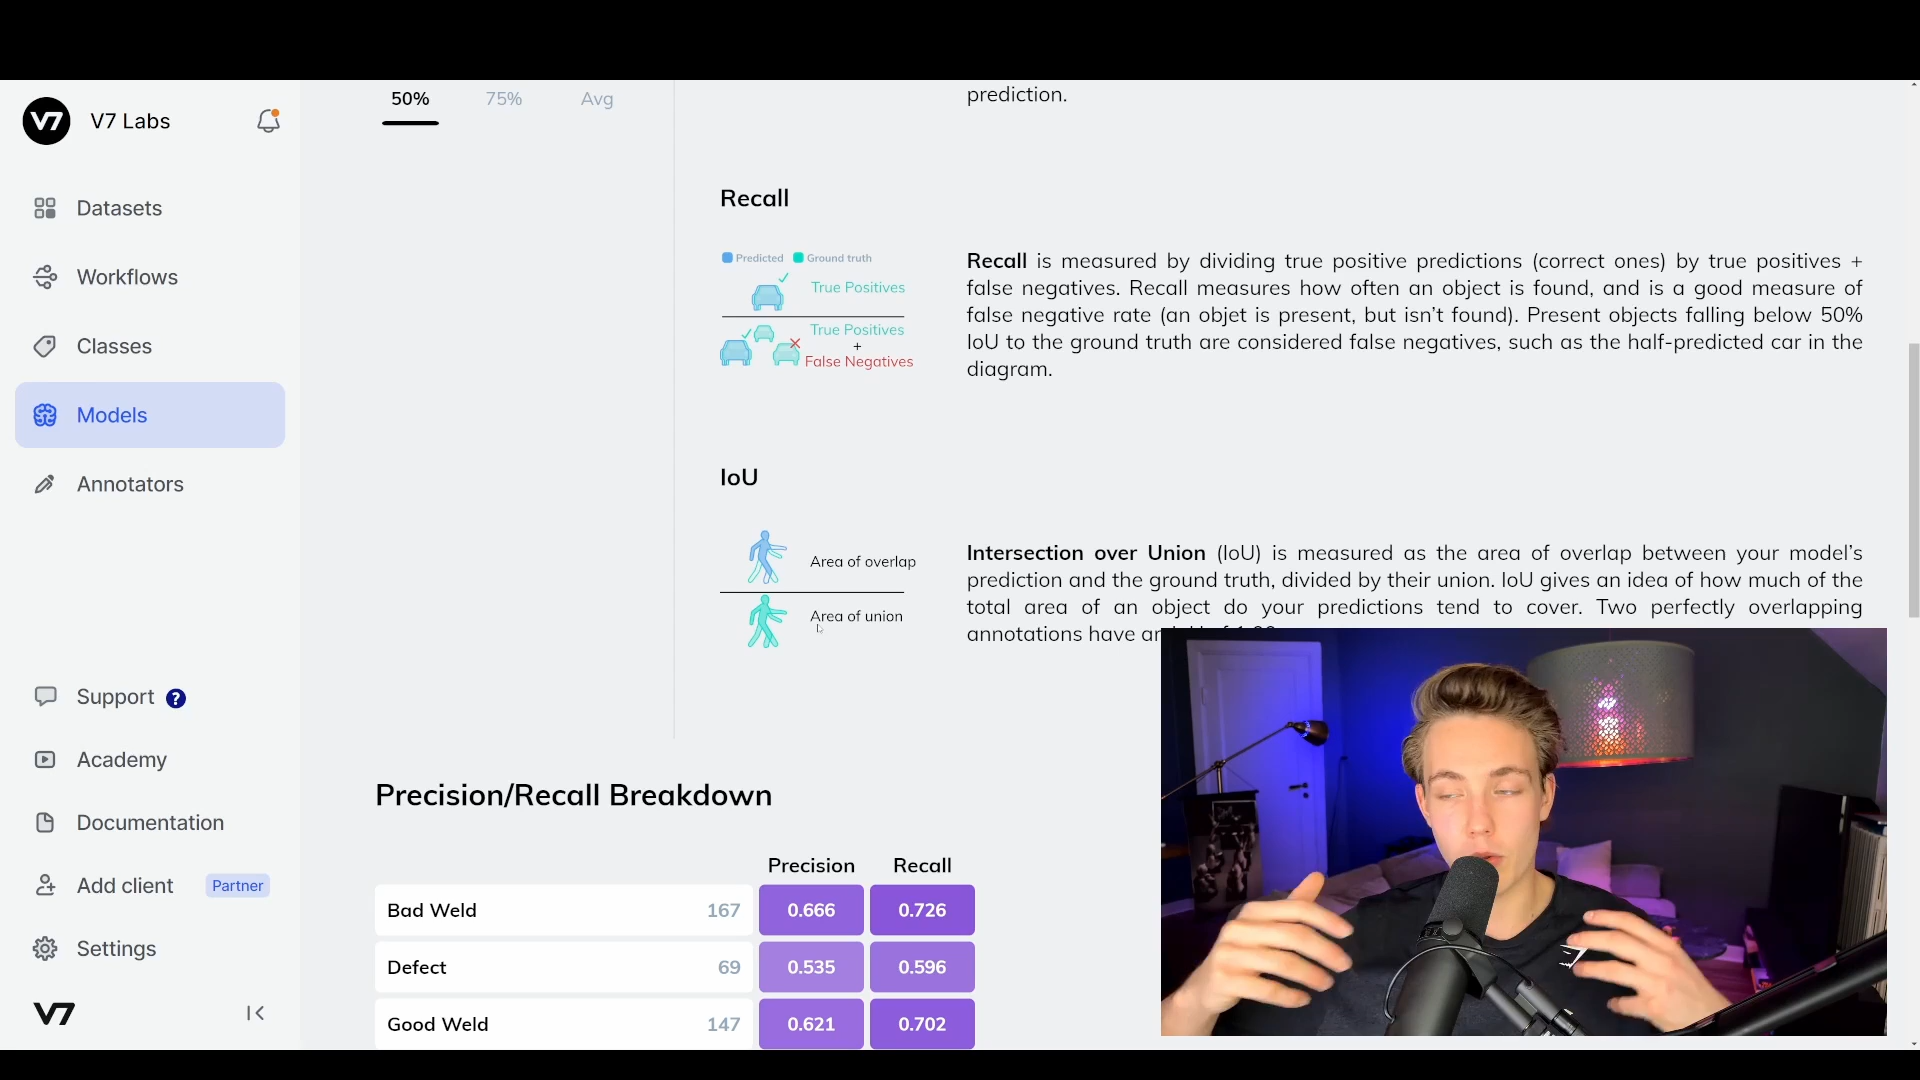 50% 75% Avg
prediction.
V7 V7 Labs
Datasets
Workflows
Classes
Models
Annotators
Support ?
Academy
Documentation
Add client Partner
Settings
V7
Recall
Predicted Ground truth
True Positives
True Positives
+
False Negatives
Recall is measured by dividing true positive predictions (correct ones) by true positives +
false negatives. Recall measures how often an object is found, and is a good measure of
false negative rate (an objet is present, but isn't found). Present objects falling below 50%
IoU to the ground truth are considered false negatives, such as the half-predicted car in the
diagram.
IoU
Area of overlap
Area of union
Intersection over Union (IoU) is measured as the area of overlap between your model's
prediction and the ground truth, divided by their union. IoU gives an idea of how much of the
total area of an object do your predictions tend to cover. Two perfectly overlapping
annotations have an
Precision/Recall Breakdown
Precision Recall
Bad Weld 167 0.666 0.726
Defect 69 0.535 0.596
Good Weld 147 0.621 0.702